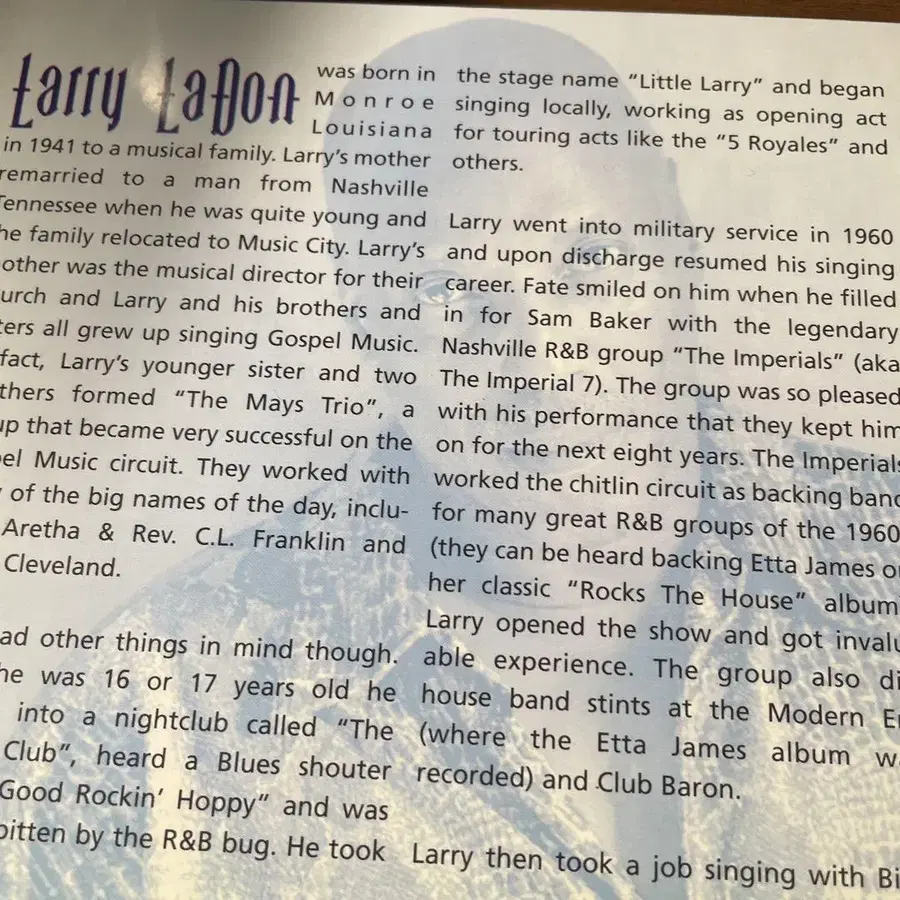 Larry LaDon
was born in
Monroe
Louisiana
in 1941 to a musical family. Larry's mother
remarried to a man from Nashville
Tennessee when he was quite young and
he family relocated to Music City. Larry's
other was the musical director for their
urch and Larry and his brothers and
ters all grew up singing Gospel Music.
fact, Larry's younger sister and two
thers formed "The Mays Trio", a
up that became very successful on the
el Music circuit. They worked with
of the big names of the day, inclu-
Aretha & Rev. C.L. Franklin and
Cleveland.
ad other things in mind though.
he was 16 or 17 years old he
into a nightclub called "The
Club", heard a Blues shouter
Good Rockin' Hoppy" and was
bitten by the R&B bug. He took
the stage name "Little Larry" and began
singing locally, working as opening act
for touring acts like the "5 Royales" and
others.
Larry went into military service in 1960
and upon discharge resumed his singing
career. Fate smiled on him when he filled
in for Sam Baker with the legendary
Nashville R&B group "The Imperials" (aka
The Imperial 7). The group was so pleased
with his performance that they kept him
on for the next eight years. The Imperials
worked the chitlin circuit as backing band
for many great R&B groups of the 1960
(they can be heard backing Etta James o
her classic "Rocks The House" album
Larry opened the show and got invalu
able experience. The group also di
house band stints at the Modern E
(where the Etta James album w
recorded) and Club Baron.
Larry then took a job singing with Bi